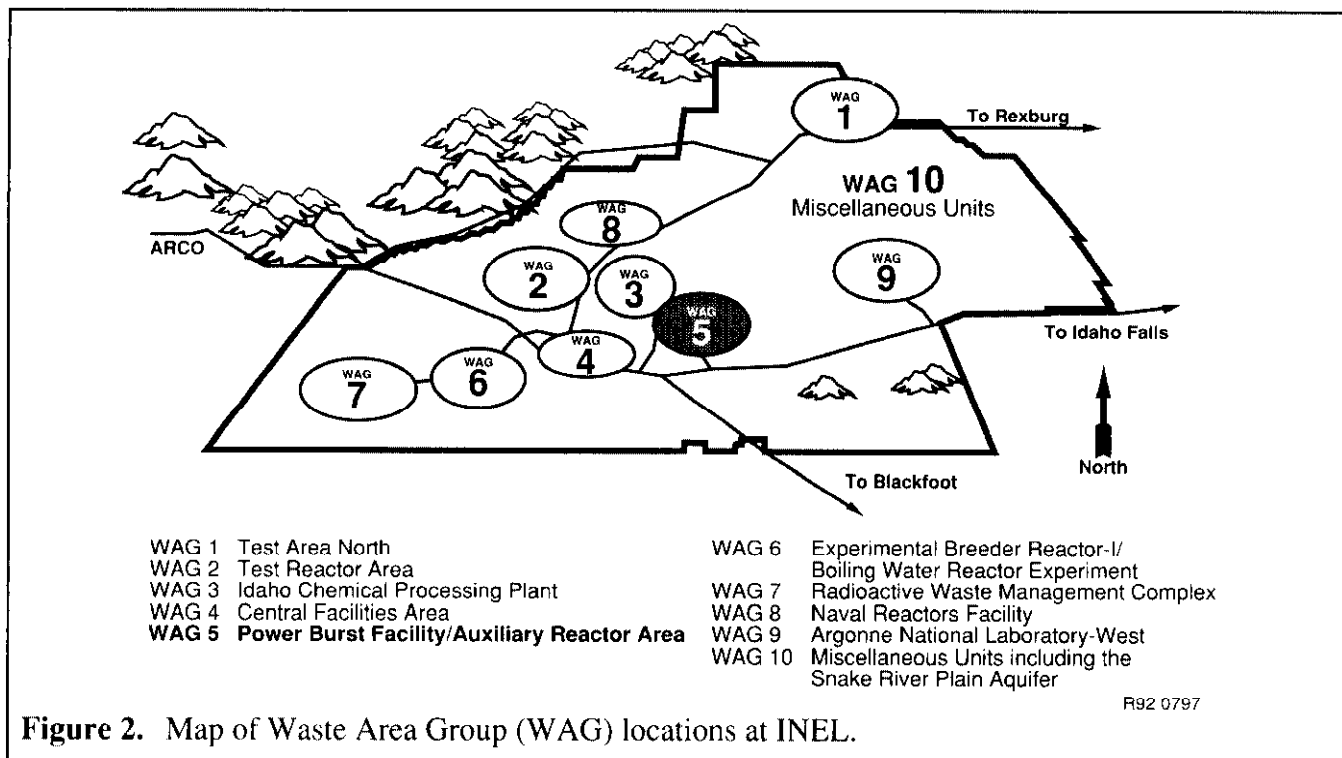 WAG
1
To Rexburg
WAG 10
Miscellaneous Units
WAG
8
ARCO
WAG
2
WAG
3
WAG
9
WAG
5
To Idaho Falls
WAG
4
WAG
6
WAG
7
North
To Blackfoot
WAG 1 Test Area North
WAG 2 Test Reactor Area
WAG 3 Idaho Chemical Processing Plant
WAG 4 Central Facilities Area
WAG 5 Power Burst Facility/Auxiliary Reactor Area
WAG 6 Experimental Breeder Reactor-I/
Boiling Water Reactor Experiment
WAG 7 Radioactive Waste Management Complex
WAG 8 Naval Reactors Facility
WAG 9 Argonne National Laboratory-West
WAG 10 Miscellaneous Units including the
Snake River Plain Aquifer
R92 0797
Figure 2. Map of Waste Area Group (WAG) locations at INEL.